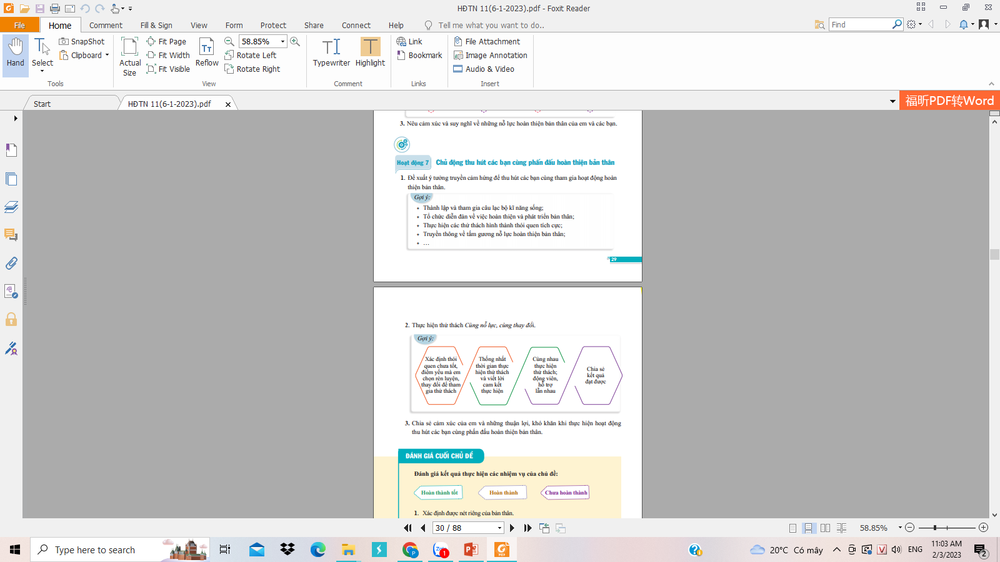 HĐTN 11(6-1-2023).pdf - Foxit Reader
File Home Comment Fill & Sign View Form Protect Share Connect Help Tell me what you want to do.. Find
Hand
Select
SnapShot
Clipboard
Tools
Actual Size
Fit Page
Fit Width
Fit Visible
Reflow
58.85%
Rotate Left
Rotate Right
View
Typewriter
Highlight
Comment
Link
Bookmark
Links
File Attachment
Image Annotation
Audio & Video
Insert
Start
HĐTN 11(6-1-2023).pdf
福昕PDF转Word
3. Nêu cảm xúc và suy nghĩ về những nỗ lực hoàn thiện bản thân của em và các bạn.
Hoạt động 7 Chủ động thu hút các bạn cùng phấn đấu hoàn thiện bản thân
1. Đề xuất ý tưởng truyền cảm hứng để thu hút các bạn cùng tham gia hoạt động hoàn
thiện bản thân.
Gợi ý:
+ Thành lập và tham gia câu lạc bộ kĩ năng sống;
+ Tổ chức diễn đàn về việc hoàn thiện và phát triển bản thân;
+ Thực hiện các thử thách hình thành thói quen tích cực;
+ Truyền thông về tấm gương nỗ lực hoàn thiện bản thân;
+ ...
29
2. Thực hiện thử thách Cùng nỗ lực, cùng thay đổi.
Gợi ý:
Xác định thói
quen chưa tốt,
điểm yếu mà em
chọn rèn luyện,
thay đổi để tham
gia thử thách
Thống nhất
thời gian thực
hiện thử thách
và viết lời
cam kết
thực hiện
Cùng nhau
thực hiện
thử thách;
động viên,
hỗ trợ
lẫn nhau
Chia sẻ
kết quả
đạt được
3. Chia sẻ cảm xúc của em và những thuận lợi, khó khăn khi thực hiện hoạt động
thu hút các bạn cùng phấn đấu hoàn thiện bản thân.
ĐÁNH GIÁ CUỐI CHỦ ĐỀ
Đánh giá kết quả thực hiện các nhiệm vụ của chủ đề:
Hoàn thành tốt
Hoàn thành
Chưa hoàn thành
1. Xác định được nét riêng của bản thân.
30 / 88
58.85%
Type here to search
20°C Có mây
ENG
11:03 AM
2/3/2023